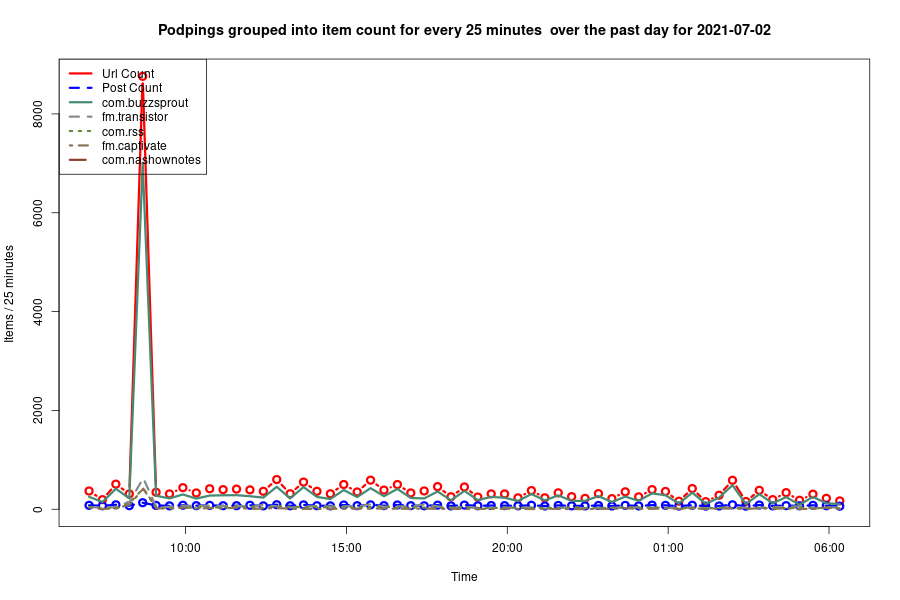 Podpings grouped into item count for every 25 minutes  over the past day for 2021-07-02
Url Count
Post Count
com.buzzsprout
fm.transistor
com.rss
fm.captivate
com.nashownotes
8000
6000
4000
2000
0
Items / 25 minutes
10:00
15:00
20:00
01:00
06:00
Time